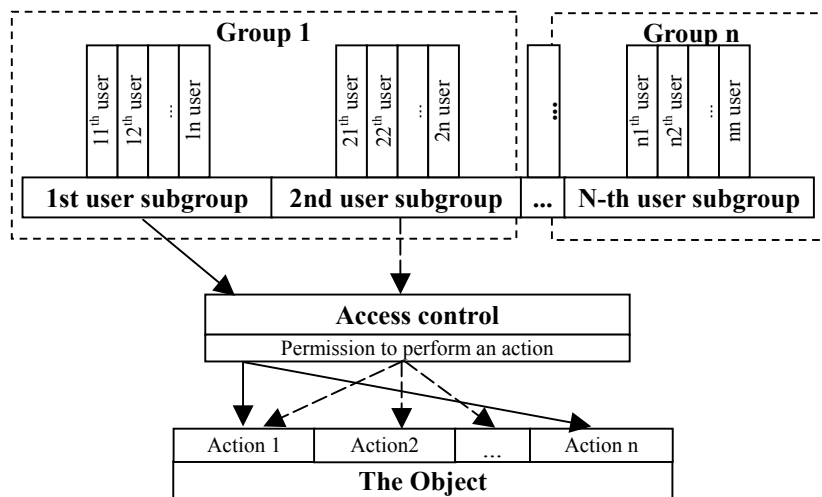 Group 1
Group n
11th user
12th user
...
1n user
21th user
22th user
...
2n user
...
n1th user
n2th user
...
nn user
1st user subgroup
2nd user subgroup
...
N-th user subgroup
Access control
Permission to perform an action
Action 1
Action2
...
Action n
The Object